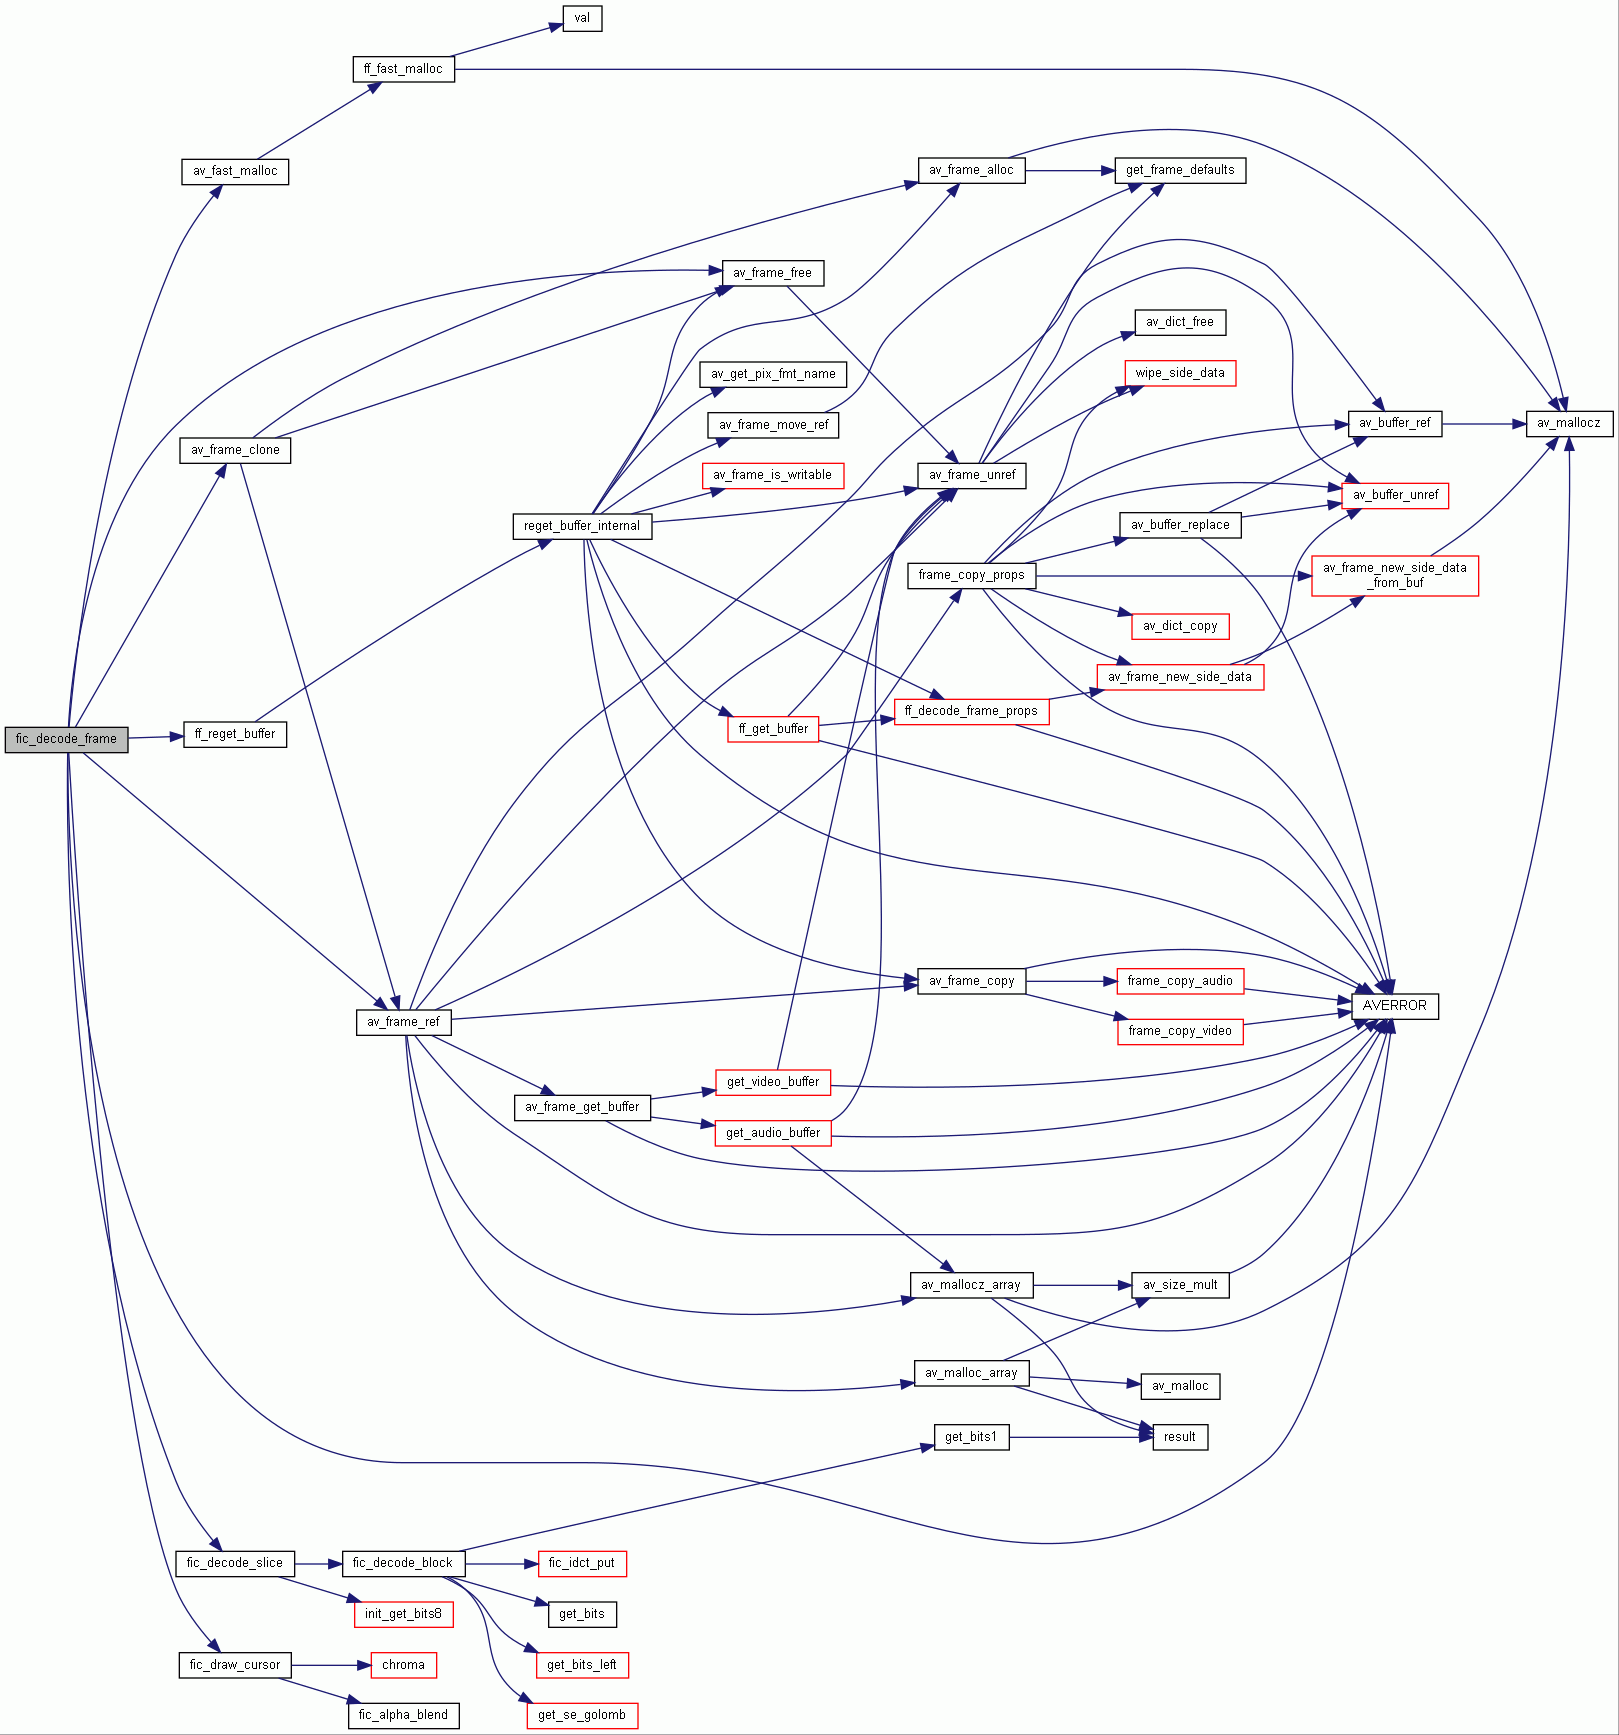 val
ff_fast_malloc
av_fast_malloc
av_frame_alloc
get_frame_defaults
av_frame_free
av_dict_free
av_get_pix_fmt_name
wipe_side_data
av_frame_move_ref
av_buffer_ref
av_mallocz
av_frame_clone
av_frame_is_writable
av_frame_unref
av_buffer_unref
reget_buffer_internal
av_buffer_replace
frame_copy_props
av_frame_new_side_data
_from_buf
av_dict_copy
av_frame_new_side_data
ff_decode_frame_props
ff_get_buffer
ff_reget_buffer
fic_decode_frame
av_frame_copy
frame_copy_audio
AVERROR
av_frame_ref
frame_copy_video
get_video_buffer
av_frame_get_buffer
get_audio_buffer
av_mallocz_array
av_size_mult
av_malloc_array
av_malloc
get_bits1
result
fic_decode_slice
fic_decode_block
fic_idct_put
init_get_bits8
get_bits
fic_draw_cursor
chroma
get_bits_left
fic_alpha_blend
get_se_golomb